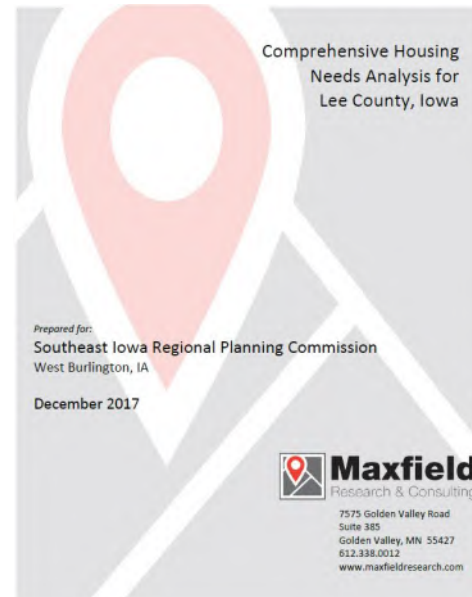 Comprehensive Housing
Needs Analysis for
Lee County, Iowa
Prepared for:
Southeast Iowa Regional Planning Commission
West Burlington, IA
December 2017
Maxfield
Research & Consulting
7575 Golden Valley Road
Suite 385
Golden Valley, MN 55427
612.338.0012
www.maxfieldresearch.com